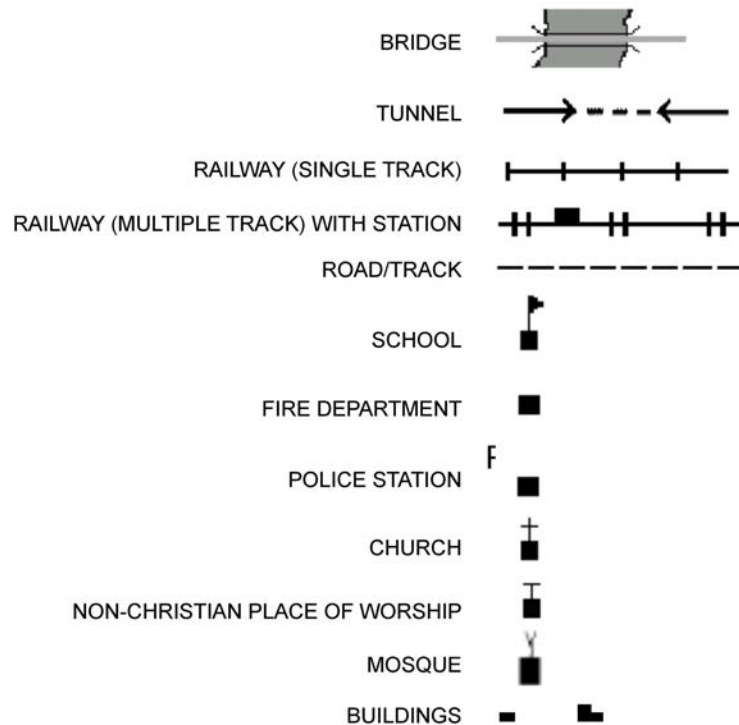 BRIDGE
TUNNEL
RAILWAY (SINGLE TRACK)
RAILWAY (MULTIPLE TRACK) WITH STATION
ROAD/TRACK
SCHOOL
FIRE DEPARTMENT
P
POLICE STATION
CHURCH
NON-CHRISTIAN PLACE OF WORSHIP
MOSQUE
BUILDINGS